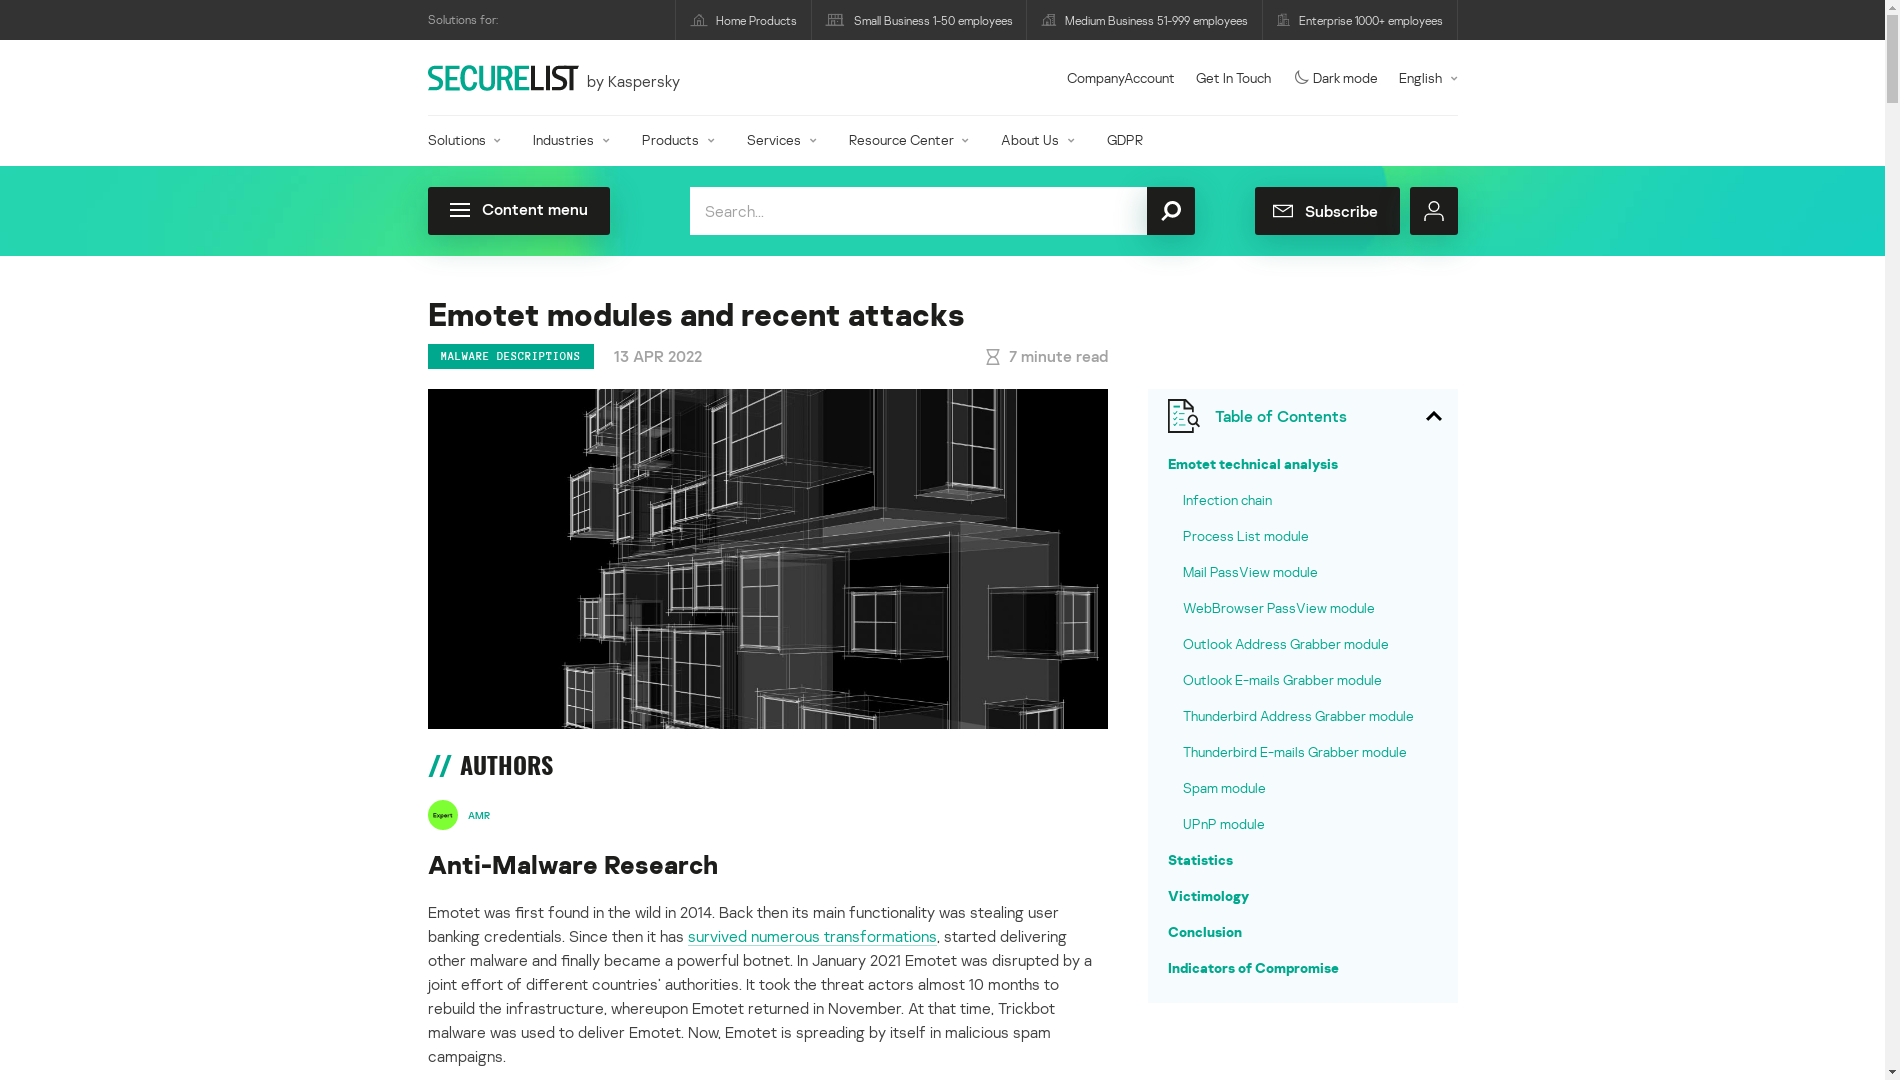 Solutions for:
Home Products
Small Business 1-50 employees
Medium Business 51-999 employees
Enterprise 1000+ employees
SECURELIST by Kaspersky
CompanyAccount
Get In Touch
Dark mode
English
Solutions
Industries
Products
Services
Resource Center
About Us
GDPR
Content menu
Search...
Subscribe
Emotet modules and recent attacks
MALWARE DESCRIPTIONS
13 APR 2022
7 minute read
// AUTHORS
Expert
AMR
Anti-Malware Research
Emotet was first found in the wild in 2014. Back then its main functionality was stealing user
banking credentials. Since then it has survived numerous transformations, started delivering
other malware and finally became a powerful botnet. In January 2021 Emotet was disrupted by a
joint effort of different countries’ authorities. It took the threat actors almost 10 months to
rebuild the infrastructure, whereupon Emotet returned in November. At that time, Trickbot
malware was used to deliver Emotet. Now, Emotet is spreading by itself in malicious spam
campaigns.
Table of Contents
Emotet technical analysis
Infection chain
Process List module
Mail PassView module
WebBrowser PassView module
Outlook Address Grabber module
Outlook E-mails Grabber module
Thunderbird Address Grabber module
Thunderbird E-mails Grabber module
Spam module
UPnP module
Statistics
Victimology
Conclusion
Indicators of Compromise